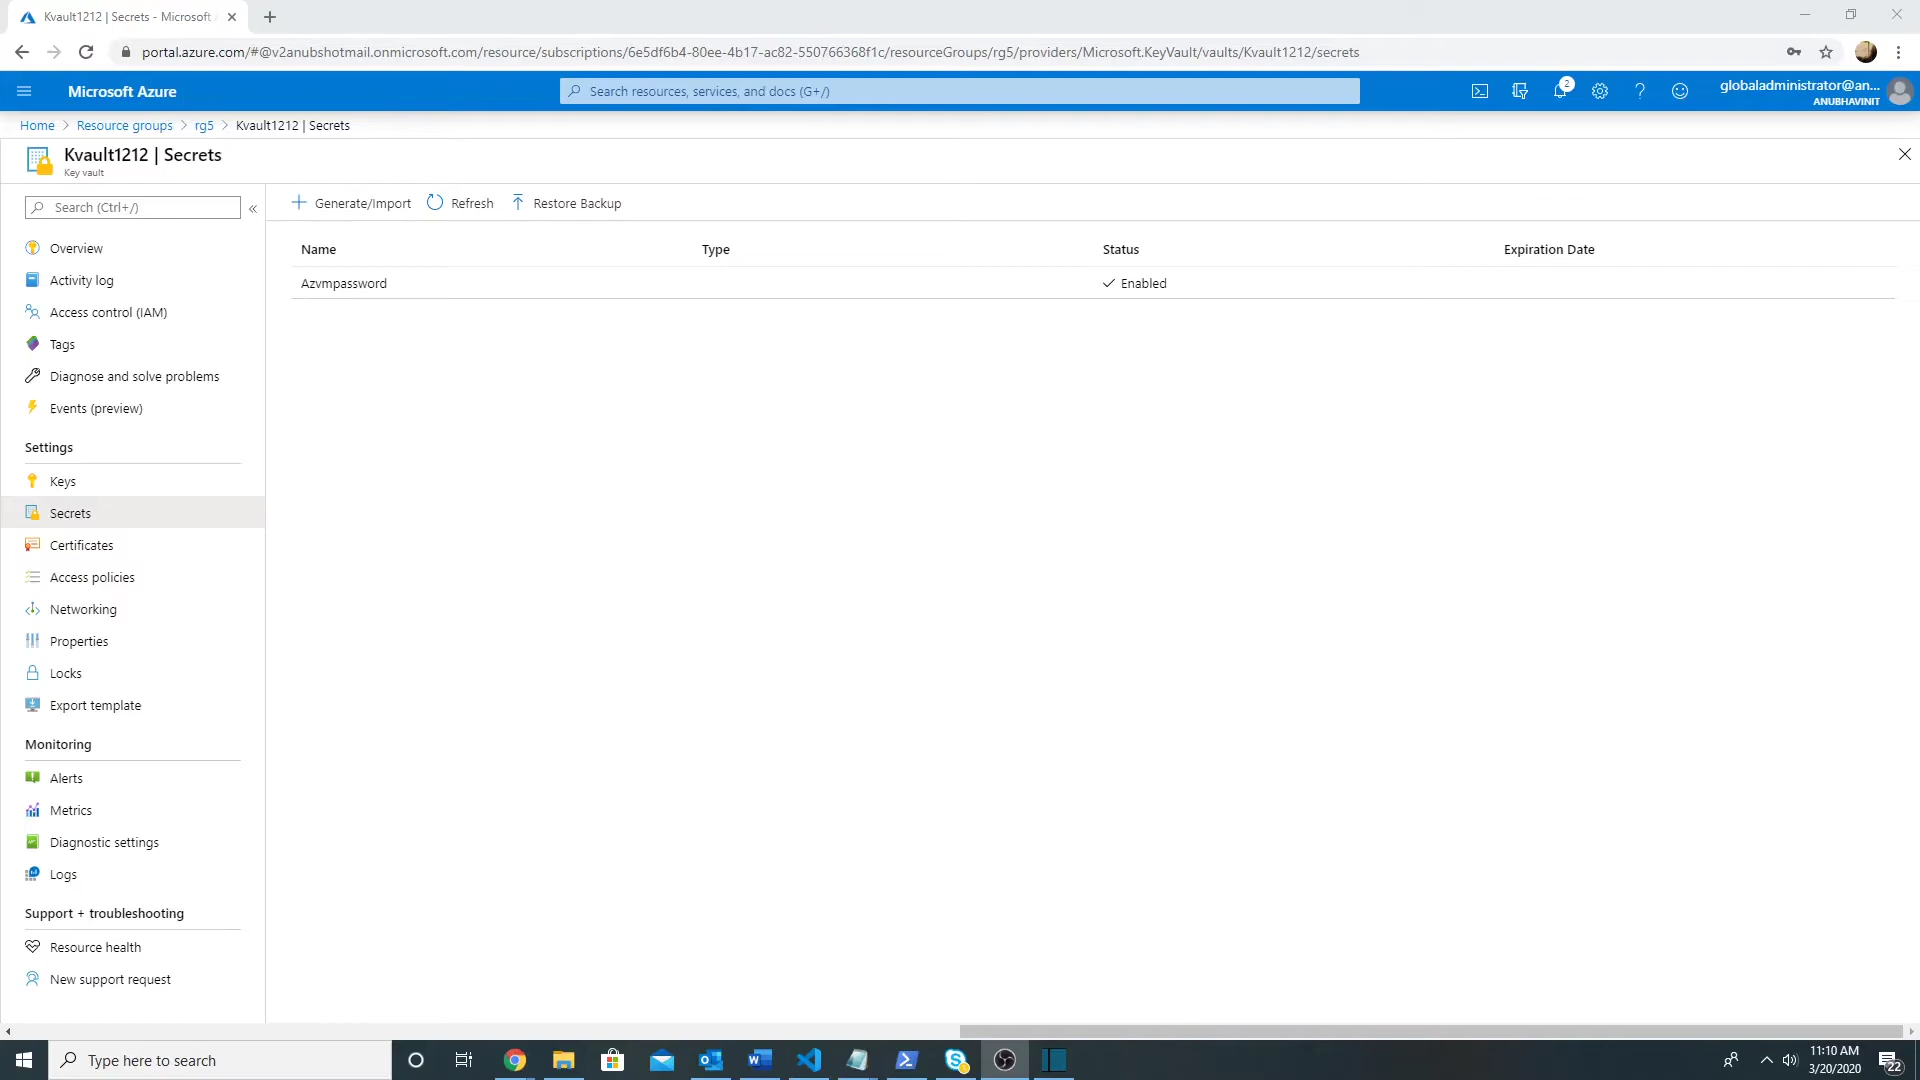 Kvault1212 | Secrets - Microsoft
portal.azure.com/#@v2anubshotmail.onmicrosoft.com/resource/subscriptions/6e5df6b4-80ee-4b17-ac82-550766368f1c/resourceGroups/rg5/providers/Microsoft.KeyVault/vaults/Kvault1212/secrets
Microsoft Azure
Search resources, services, and docs (G+/)
2
globaladministrator@an...
ANUBHAVINIT
Home > Resource groups > rg5 > Kvault1212 | Secrets
Kvault1212 | Secrets
Key vault
Search (Ctrl+/)
«
Generate/Import
Refresh
Restore Backup
Name Type Status Expiration Date
Azvmpassword Enabled
Overview
Activity log
Access control (IAM)
Tags
Diagnose and solve problems
Events (preview)
Settings
Keys
Secrets
Certificates
Access policies
Networking
Properties
Locks
Export template
Monitoring
Alerts
Metrics
Diagnostic settings
Logs
Support + troubleshooting
Resource health
New support request
Type here to search
11:10 AM
3/20/2020
22